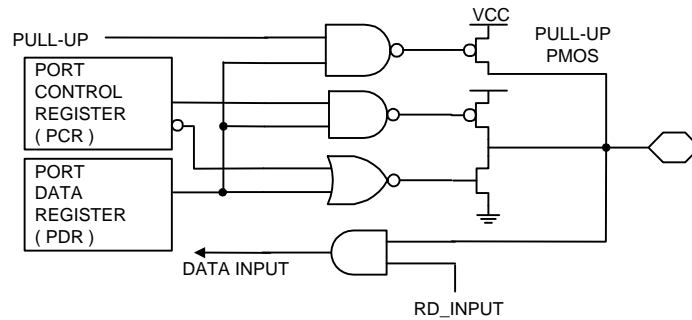 VCC
PULL-UP
PULL-UP
PMOS
PORT
CONTROL
REGISTER
( PCR )
PORT
DATA
REGISTER
( PDR )
DATA INPUT
RD_INPUT